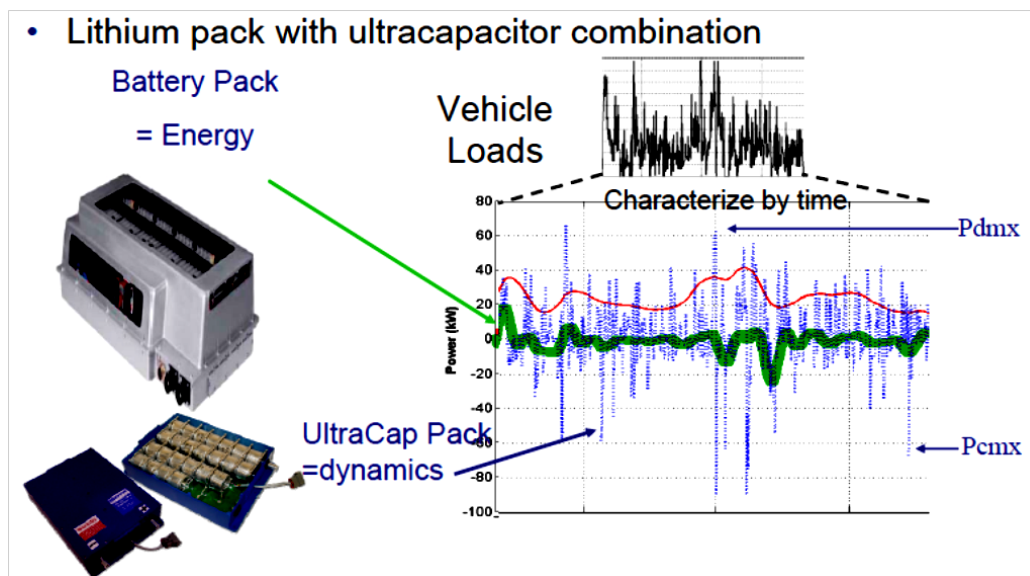 • Lithium pack with ultracapacitor combination
Battery Pack
= Energy
Vehicle
Loads
Characterize by time
80
60
40
20
0
-20
-40
-60
-80
-100
Power (kW)
Pdmx
Pcmx
UltraCap Pack
=dynamics